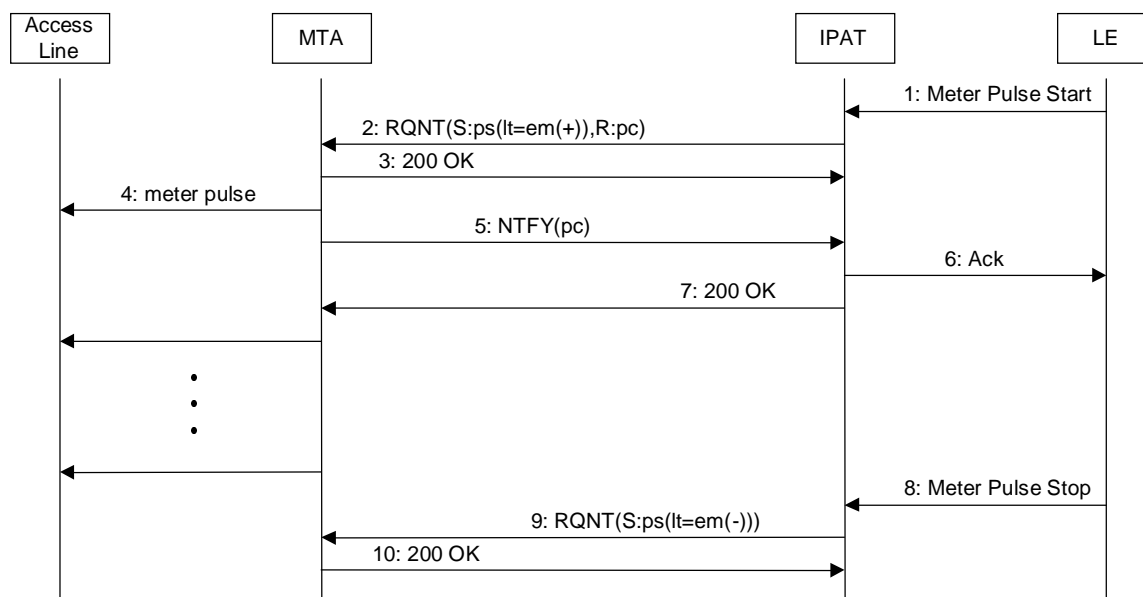 Access
Line
MTA
IPAT
LE
1: Meter Pulse Start
2: RQNT(S:ps(lt=em(+)),R:pc)
3: 200 OK
4: meter pulse
5: NTFY(pc)
6: Ack
7: 200 OK
8: Meter Pulse Stop
9: RQNT(S:ps(lt=em(-)))
10: 200 OK